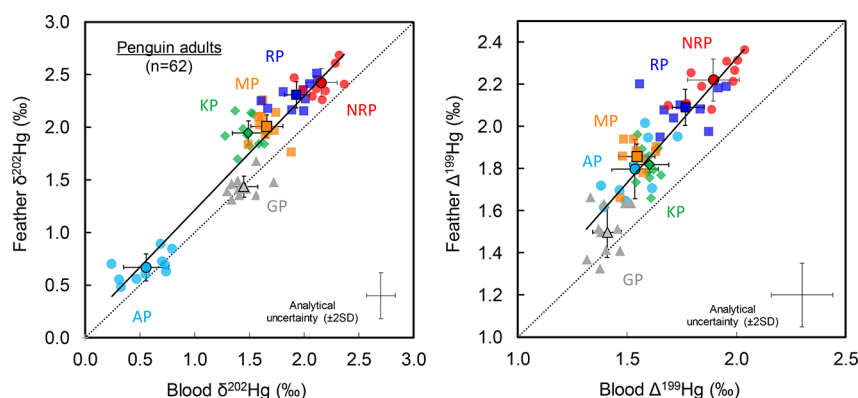 Penguin adults
(n=62)
RP
MP
KP
NRP
GP
AP
Analytical
uncertainty (±2SD)
Feather δ²⁰²Hg (‰)
3.0
2.5
2.0
1.5
1.0
0.5
0.0
0.0 0.5 1.0 1.5 2.0 2.5 3.0
Blood δ²⁰²Hg (‰)
NRP
RP
MP
AP
KP
GP
Analytical
uncertainty (±2SD)
Feather Δ¹⁹⁹Hg (‰)
2.4
2.2
2.0
1.8
1.6
1.4
1.2
1.0
1.0 1.5 2.0 2.5
Blood Δ¹⁹⁹Hg (‰)